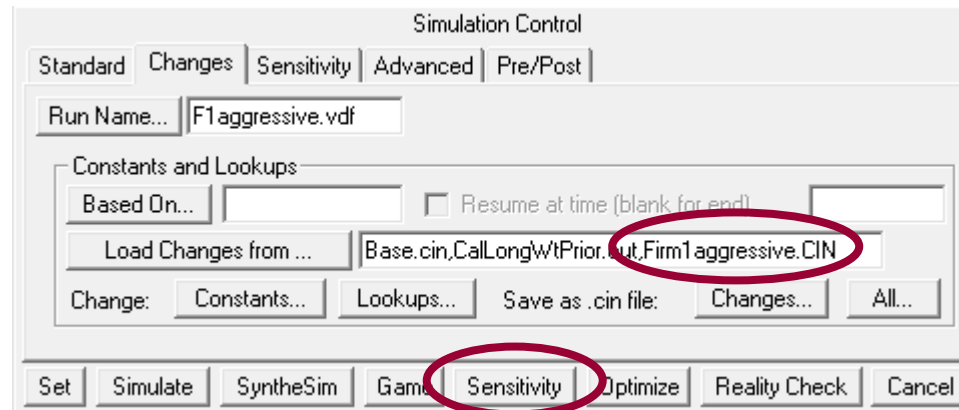 Simulation Control
Standard Changes Sensitivity Advanced Pre/Post
Run Name... F1aggressive.vdf
Constants and Lookups
Based On... Resume at time (blank for end)
Load Changes from ... Base.cin,CalLongWtPrior.out,Firm1aggressive.CIN
Change: Constants... Lookups... Save as .cin file: Changes... All...
Set Simulate SyntheSim Game Sensitivity Optimize Reality Check Cancel